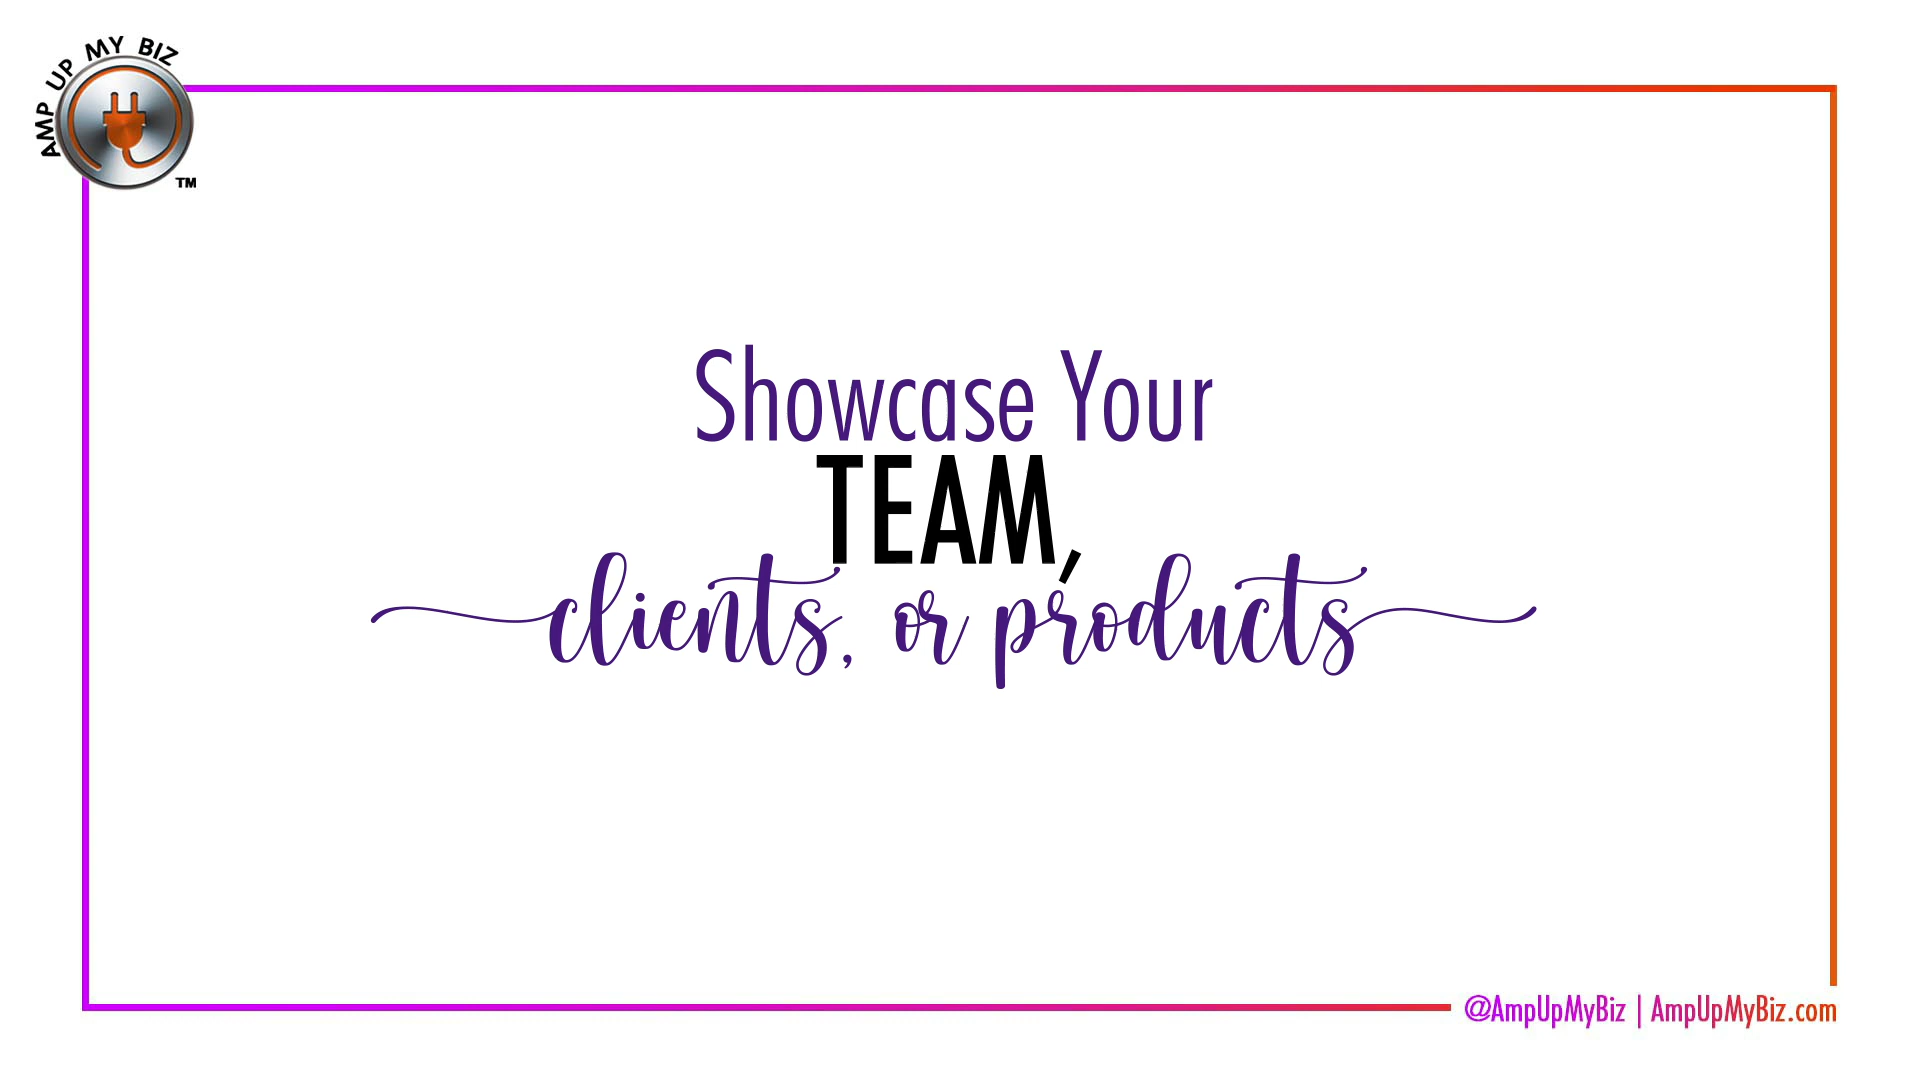 AMP UP MY BIZ
TM
Showcase Your
TEAM,
clients, or products
@AmpUpMyBiz | AmpUpMyBiz.com